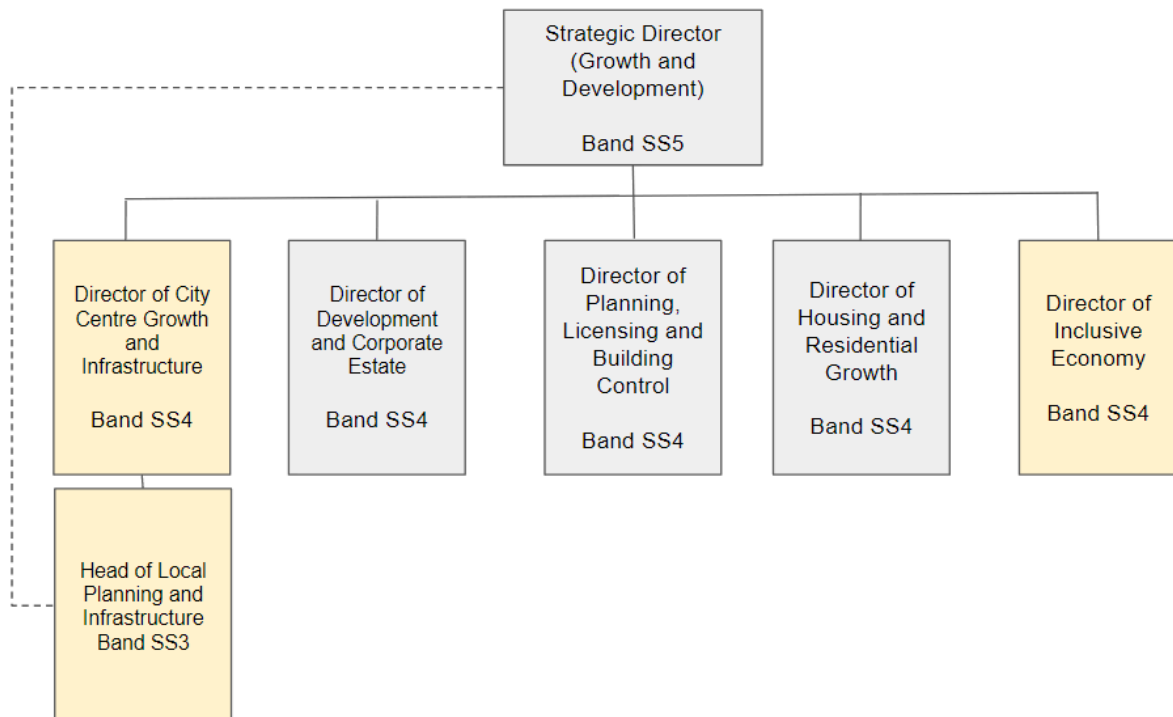 Strategic Director
(Growth and
Development)
Band SS5
Director of City
Centre Growth
and
Infrastructure
Band SS4
Director of
Development
and Corporate
Estate
Band SS4
Director of
Planning,
Licensing and
Building
Control
Band SS4
Director of
Housing and
Residential
Growth
Band SS4
Director of
Inclusive
Economy
Band SS4
Head of Local
Planning and
Infrastructure
Band SS3